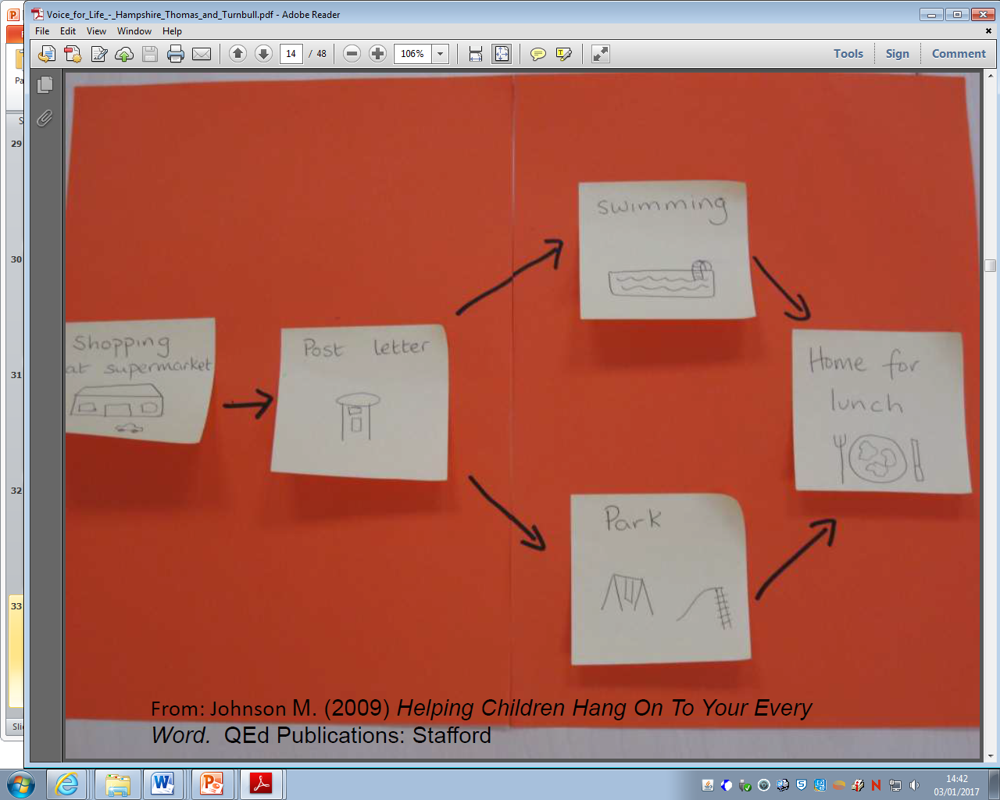 Voice_for_Life_-_Hampshire_Thomas_and_Turnbull.pdf - Adobe Reader
File Edit View Window Help
14 / 48 106% Tools Sign Comment
29
30
31
32
33
swimming
Shopping
at supermarket
Post letter
Home for
lunch
Park
From: Johnson M. (2009) Helping Children Hang On To Your Every
Word. QEd Publications: Stafford
14:42
03/01/2017